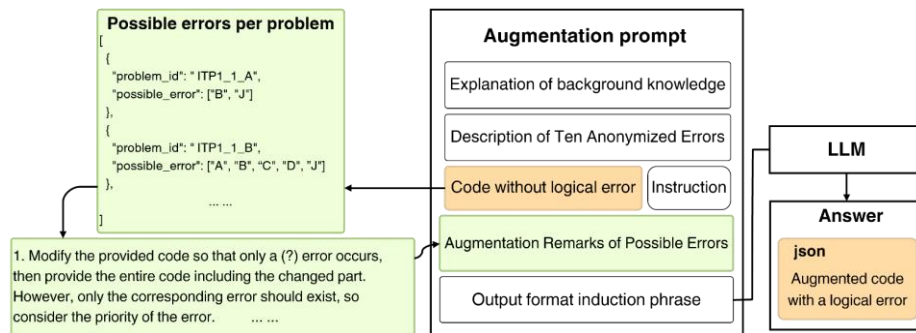 Possible errors per problem
[
{
"problem_id": " ITP1_1_A",
"possible_error": ["B", "J"]
},
{
"problem_id": "ITP1_1_B",
"possible_error": ["A", "B", “C", "D", "J"]
},
... ...
]
1. Modify the provided code so that only a (?) error occurs,
then provide the entire code including the changed part.
However, only the corresponding error should exist, so
consider the priority of the error. ... ...
Augmentation prompt
Explanation of background knowledge
Description of Ten Anonymized Errors
Code without logical error
Instruction
Augmentation Remarks of Possible Errors
Output format induction phrase
LLM
Answer
json
Augmented code
with a logical error